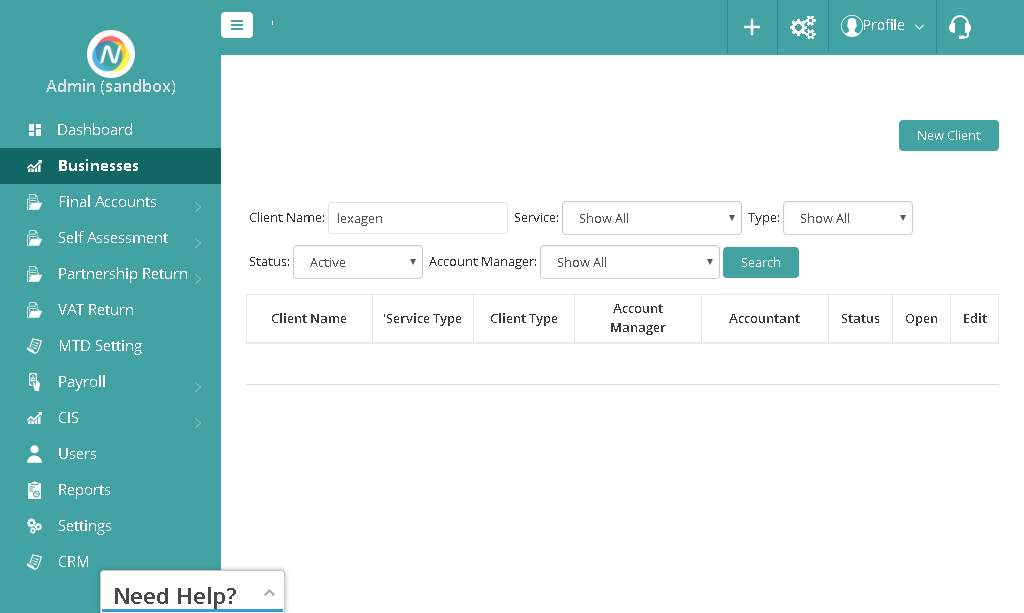 '
Profile
N
Admin (sandbox)
Dashboard
Businesses
Final Accounts
Self Assessment
Partnership Return
VAT Return
MTD Setting
Payroll
CIS
Users
Reports
Settings
CRM
Need Help?
New Client
Client Name: lexagen Service: Show All Type: Show All
Status: Active Account Manager: Show All Search
Client Name 'Service Type Client Type Account Manager Accountant Status Open Edit